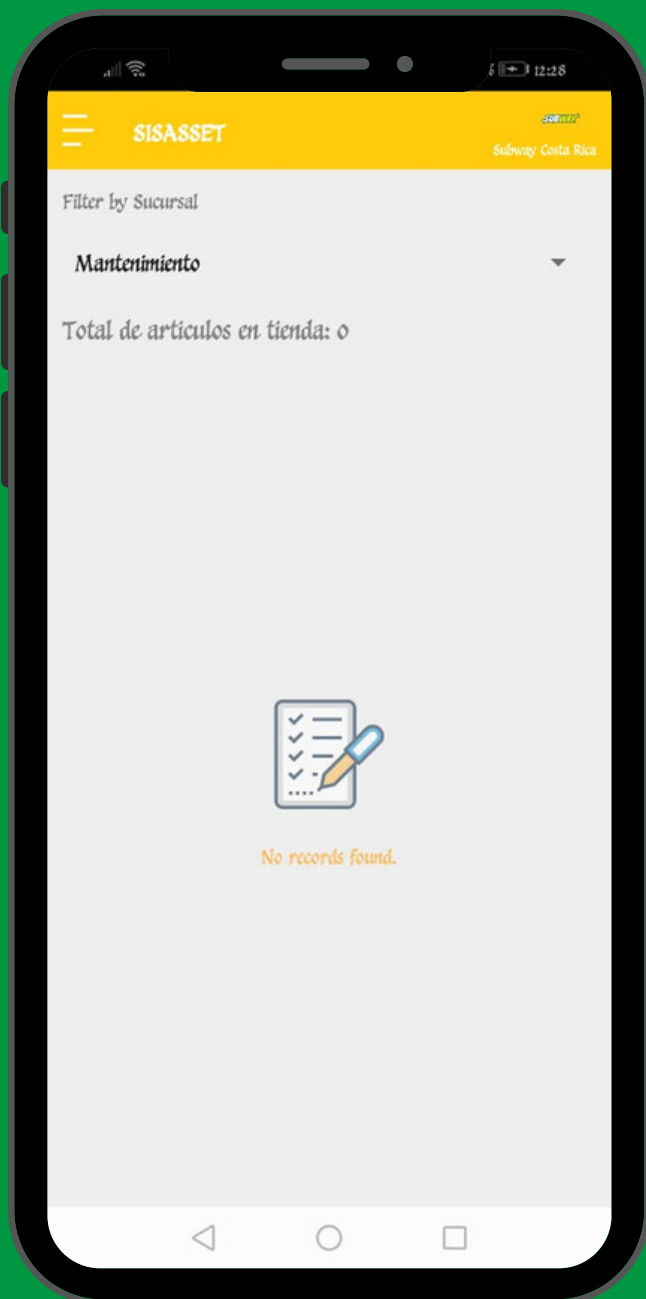 12:28
SISASSET
SUBWAY
Subway Costa Rica
Filter by Sucursal
Mantenimiento
Total de articulos en tienda: 0
No records found.